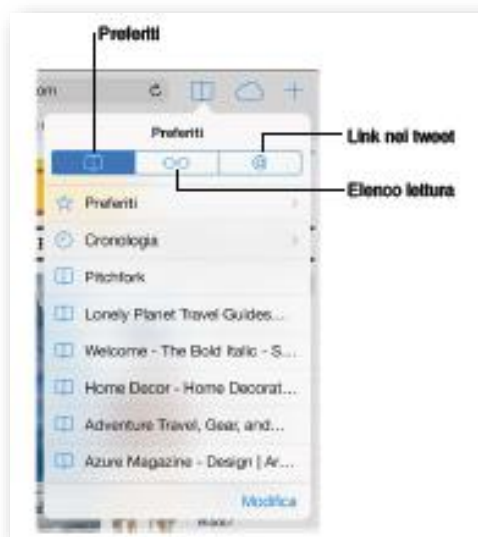 Preferiti
om
Preferiti
Link nei tweet
Elenco lettura
@
Preferiti
Cronologia
Pitchfork
Lonely Planet Travel Guides...
Welcome - The Bold Italic - S...
Home Decor - Home Decorat...
Adventure Travel, Gear, and...
Azure Magazine - Design | Ar...
Modifica